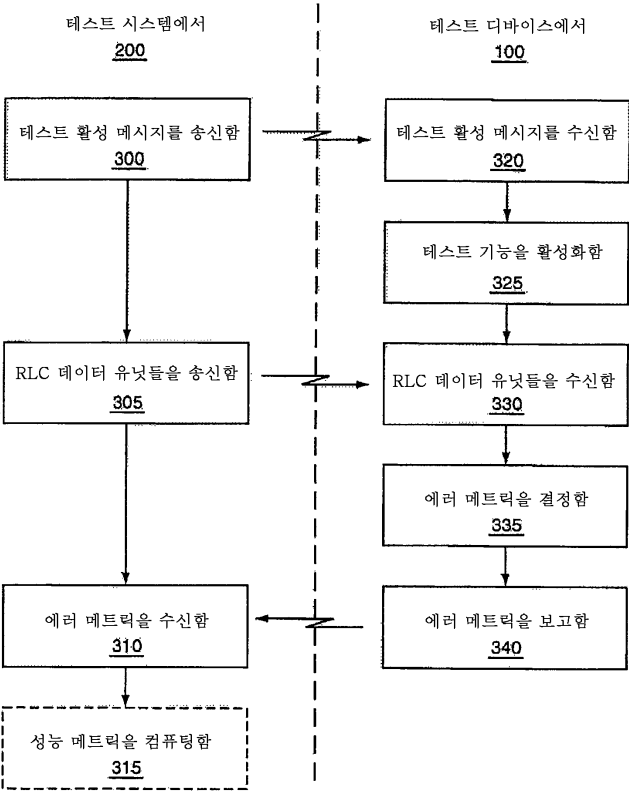 테스트 시스템에서
200
테스트 활성 메시지를 송신함
300
RLC 데이터 유닛들을 송신함
305
에러 메트릭을 수신함
310
성능 메트릭을 컴퓨팅함
315
테스트 디바이스에서
100
테스트 활성 메시지를 수신함
320
테스트 기능을 활성화함
325
RLC 데이터 유닛들을 수신함
330
에러 메트릭을 결정함
335
에러 메트릭을 보고함
340